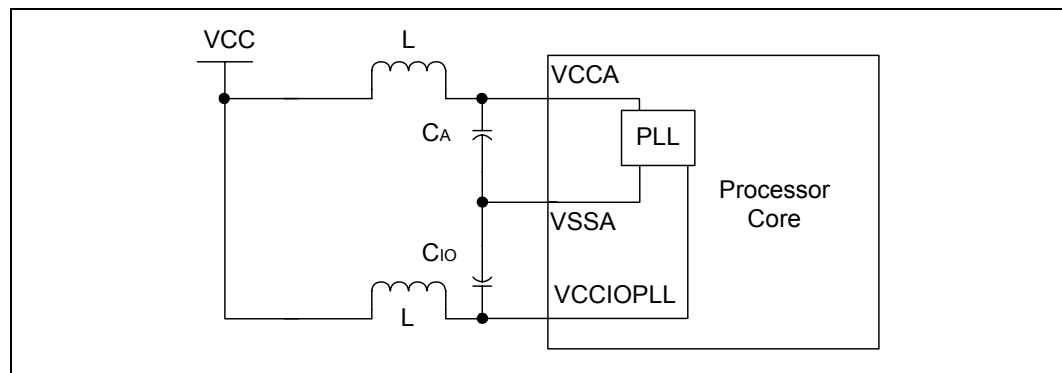 VCC
L
VCCA
CA
PLL
Processor
Core
VSSA
CIO
VCCIOPLL
L